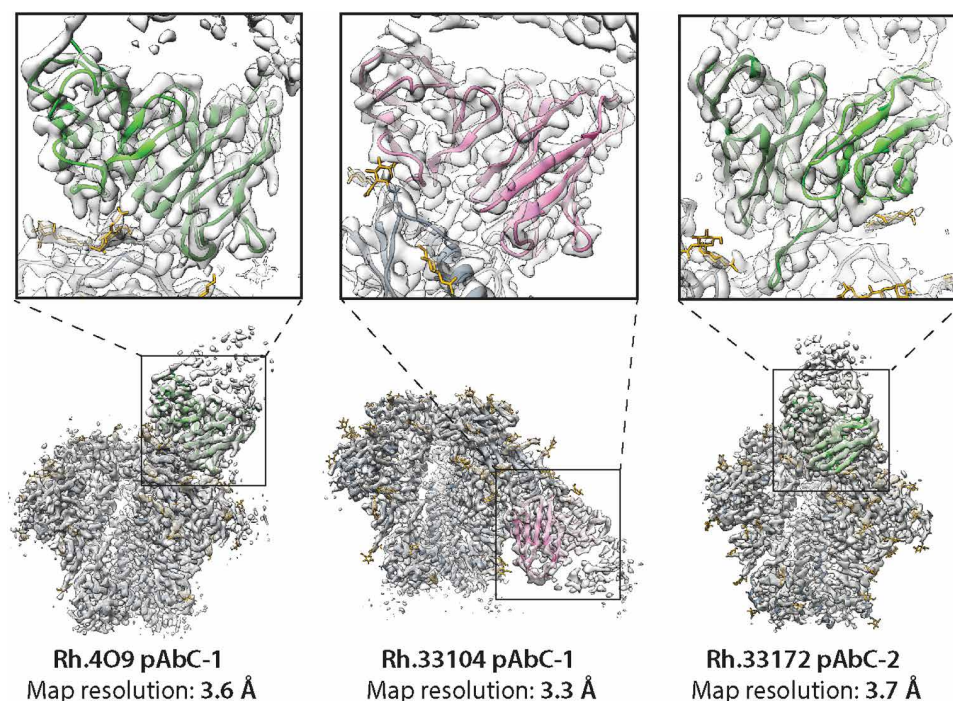 Rh.4O9 pAbC-1
Map resolution: 3.6 Å
Rh.33104 pAbC-1
Map resolution: 3.3 Å
Rh.33172 pAbC-2
Map resolution: 3.7 Å